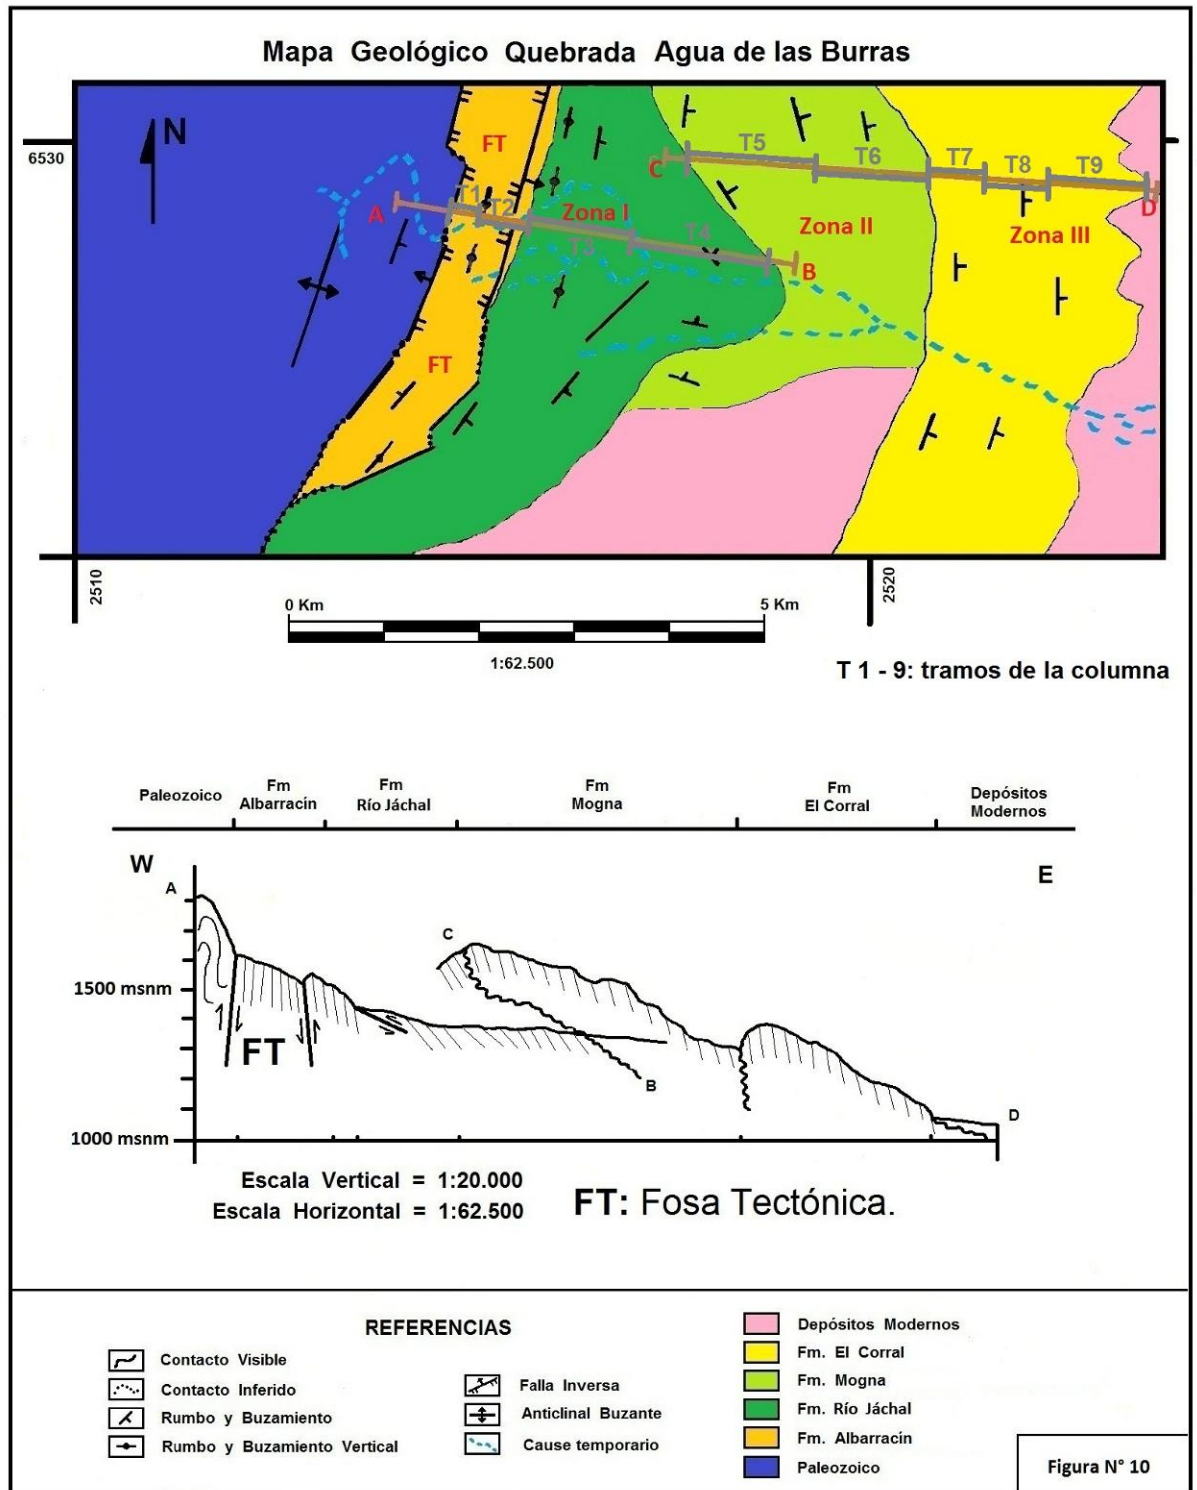 Mapa Geológico Quebrada Agua de las Burras
N
6530
FT
T1
T2
A
Zona I
T3
T4
B
C
T5
T6
T7
T8
T9
D
Zona II
Zona III
FT
2510
2520
0 Km
5 Km
1:62.500
T 1 - 9: tramos de la columna
Paleozoico
Fm
Albarracín
Fm
Río Jáchal
Fm
Mogna
Fm
El Corral
Depósitos
Modernos
W
E
A
C
1500 msnm
FT
B
D
1000 msnm
Escala Vertical = 1:20.000
Escala Horizontal = 1:62.500
FT: Fosa Tectónica.
REFERENCIAS
Contacto Visible
Contacto Inferido
Rumbo y Buzamiento
Rumbo y Buzamiento Vertical
Falla Inversa
Anticlinal Buzante
Cause temporario
Depósitos Modernos
Fm. El Corral
Fm. Mogna
Fm. Río Jáchal
Fm. Albarracín
Paleozoico
Figura N° 10